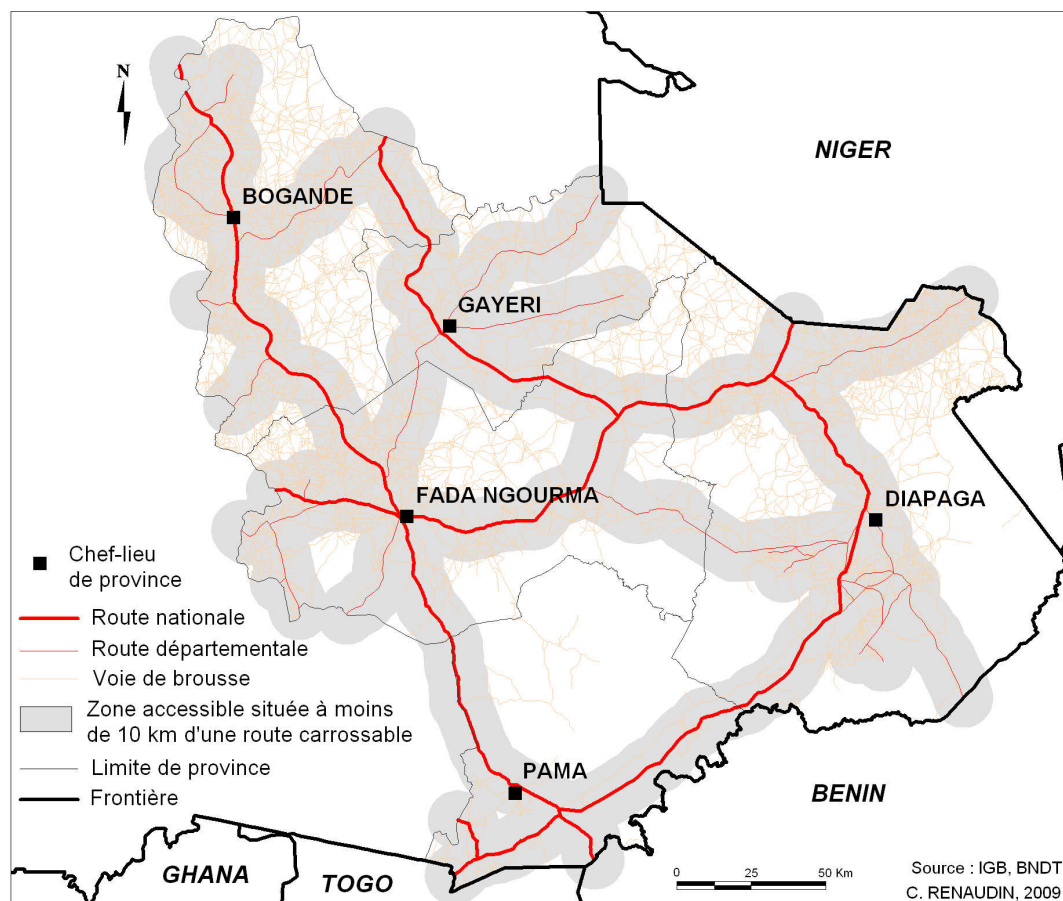 N
NIGER
BOGANDE
GAYERI
FADA NGOURMA
DIAPAGA
Chef-lieu
de province
Route nationale
Route départementale
Voie de brousse
Zone accessible située à moins
de 10 km d'une route carrossable
Limite de province
Frontière
PAMA
BENIN
GHANA
TOGO
0 25 50 Km
Source : IGB, BNDT
C. RENAUDIN, 2009